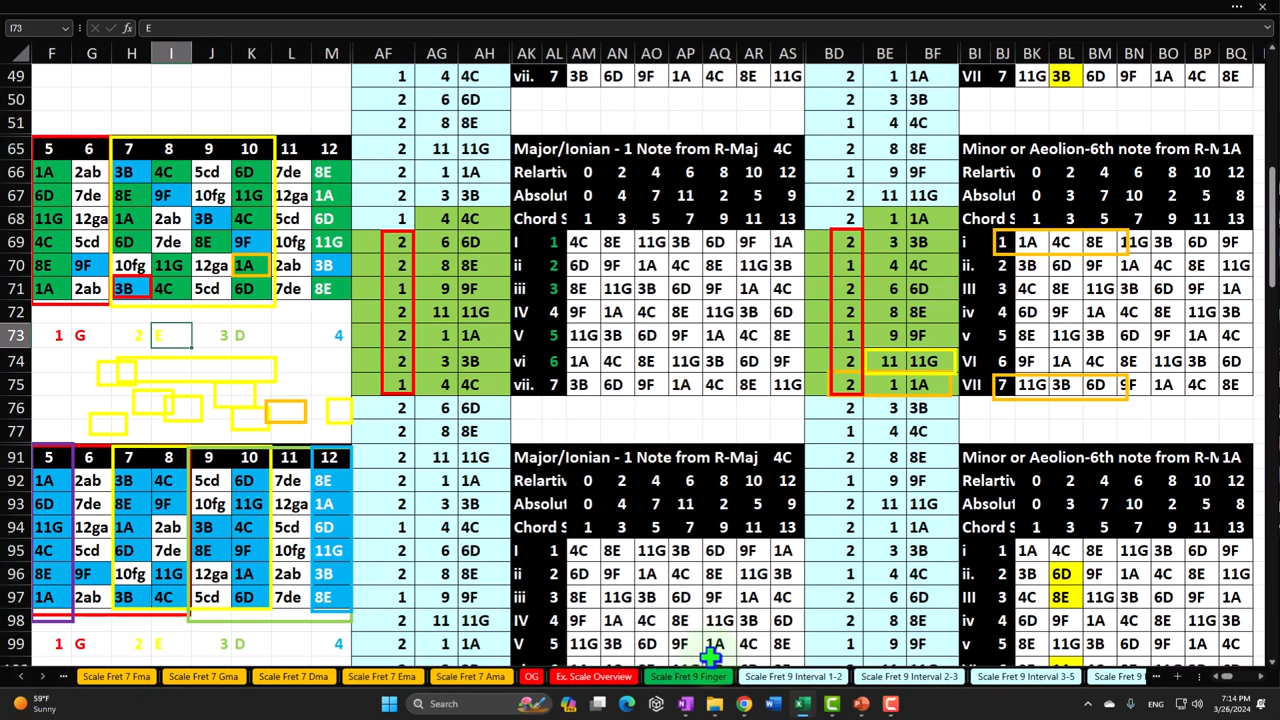 I73 fx E
F G H I J K L M AF AG AH AK AL AM AN AO AP AQ AR AS BD BE BF BI BJ BK BL BM BN BO BP BQ
49 1 4 4C vii. 7 3B 6D 9F 1A 4C 8E 11G 2 1 1A VII 7 11G 3B 6D 9F 1A 4C 8E
50 2 6 6D 2 3 3B
51 2 8 8E 1 4 4C
65 5 6 7 8 9 10 11 12 2 11 11G Major/Ionian - 1 Note from R-Maj 4C 2 8 8E Minor or Aeolion-6th note from R-M 1A
66 1A 2ab 3B 4C 5cd 6D 7de 8E 2 1 1A Relartiv 0 2 4 6 8 10 12 1 9 9F Relartiv 0 2 4 6 8 10 12
67 6D 7de 8E 9F 10fg 11G 12ga 1A 2 3 3B Absolut 0 4 7 11 2 5 9 2 11 11G Absolut 0 3 7 10 2 5 8
68 11G 12ga 1A 2ab 3B 4C 5cd 6D 1 4 4C Chord S 1 3 5 7 9 11 13 2 1 1A Chord S 1 3 5 7 9 11 13
69 4C 5cd 6D 7de 8E 9F 10fg 11G 2 6 6D I 1 4C 8E 11G 3B 6D 9F 1A 2 3 3B i 1 1A 4C 8E 11G 3B 6D 9F
70 8E 9F 10fg 11G 12ga 1A 2ab 3B 2 8 8E ii 2 6D 9F 1A 4C 8E 11G 3B 1 4 4C ii. 2 3B 6D 9F 1A 4C 8E 11G
71 1A 2ab 3B 4C 5cd 6D 7de 8E 1 9 9F iii 3 8E 11G 3B 6D 9F 1A 4C 2 6 6D III 3 4C 8E 11G 3B 6D 9F 1A
72 2 11 11G IV 4 9F 1A 4C 8E 11G 3B 6D 2 8 8E iv 4 6D 9F 1A 4C 8E 11G 3B
73 1 G 2 E 3 D 4 2 1 1A V 5 11G 3B 6D 9F 1A 4C 8E 1 9 9F v 5 8E 11G 3B 6D 9F 1A 4C
74 2 3 3B vi 6 1A 4C 8E 11G 3B 6D 9F 2 11 11G VI 6 9F 1A 4C 8E 11G 3B 6D
75 1 4 4C vii. 7 3B 6D 9F 1A 4C 8E 11G 2 1 1A VII 7 11G 3B 6D 9F 1A 4C 8E
76 2 6 6D 2 3 3B
77 2 8 8E 1 4 4C
91 5 6 7 8 9 10 11 12 2 11 11G Major/Ionian - 1 Note from R-Maj 4C 2 8 8E Minor or Aeolion-6th note from R-M 1A
92 1A 2ab 3B 4C 5cd 6D 7de 8E 2 1 1A Relartiv 0 2 4 6 8 10 12 1 9 9F Relartiv 0 2 4 6 8 10 12
93 6D 7de 8E 9F 10fg 11G 12ga 1A 2 3 3B Absolut 0 4 7 11 2 5 9 2 11 11G Absolut 0 3 7 10 2 5 8
94 11G 12ga 1A 2ab 3B 4C 5cd 6D 1 4 4C Chord S 1 3 5 7 9 11 13 2 1 1A Chord S 1 3 5 7 9 11 13
95 4C 5cd 6D 7de 8E 9F 10fg 11G 2 6 6D I 1 4C 8E 11G 3B 6D 9F 1A 2 3 3B i 1 1A 4C 8E 11G 3B 6D 9F
96 8E 9F 10fg 11G 12ga 1A 2ab 3B 2 8 8E ii 2 6D 9F 1A 4C 8E 11G 3B 1 4 4C ii. 2 3B 6D 9F 1A 4C 8E 11G
97 1A 2ab 3B 4C 5cd 6D 7de 8E 1 9 9F iii 3 8E 11G 3B 6D 9F 1A 4C 2 6 6D III 3 4C 8E 11G 3B 6D 9F 1A
98 2 11 11G IV 4 9F 1A 4C 8E 11G 3B 6D 2 8 8E iv 4 6D 9F 1A 4C 8E 11G 3B
99 1 G 2 E 3 D 4 2 1 1A V 5 11G 3B 6D 9F 1A 4C 8E 1 9 9F v 5 8E 11G 3B 6D 9F 1A 4C
Scale Fret 7 Fma Scale Fret 7 Gma Scale Fret 7 Dma Scale Fret 7 Ema Scale Fret 7 Ama OG Ex. Scale Overview Scale Fret 9 Finger Scale Fret 9 Interval 1-2 Scale Fret 9 Interval 2-3 Scale Fret 9 Interval 3-5 Scale Fret 9 Inter
59°F Sunny Search ENG 7:14 PM 3/26/2024